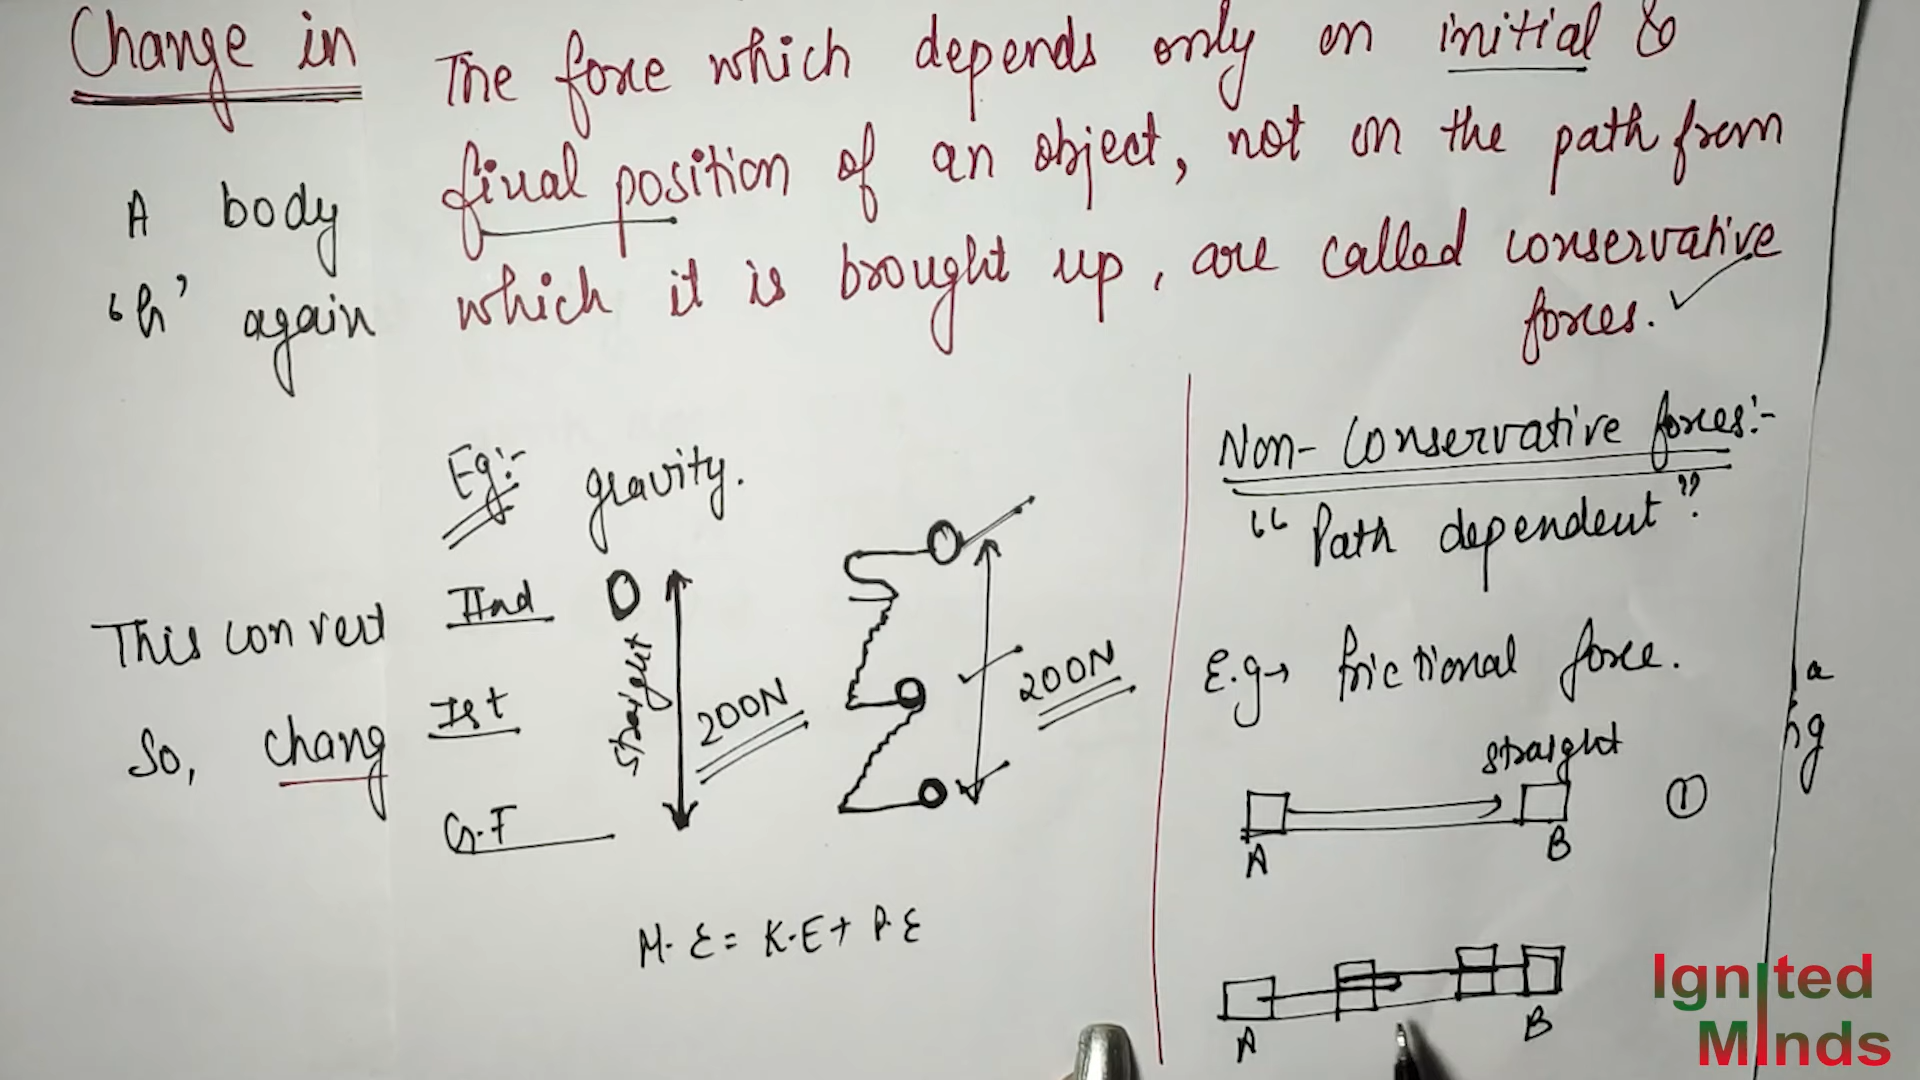 Change in
A body
'h' again
This convert
So, chang
The force which depends only on initial &
final position of an object, not on the path from
which it is brought up, are called conservative
forces.
Eg:- gravity.
IInd
Ist
G.F
straight
200N
200N
M.E = K.E + P.E
Non-Conservative forces:-
"Path dependent".
E.g → frictional force.
straight
A
B
1
A
B
a
hg
Ignited
Minds